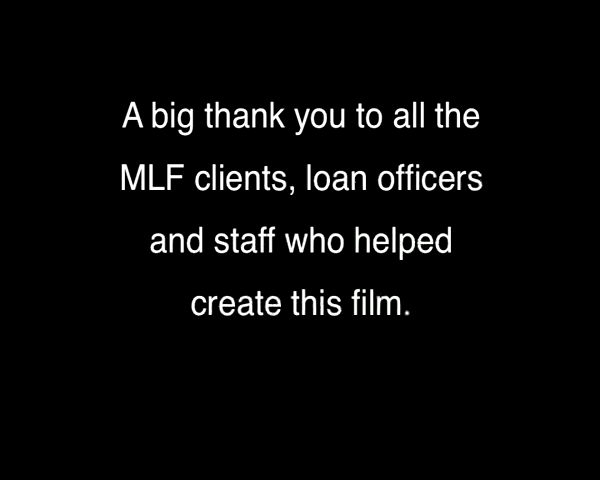 A big thank you to all the
MLF clients, loan officers
and staff who helped
create this film.